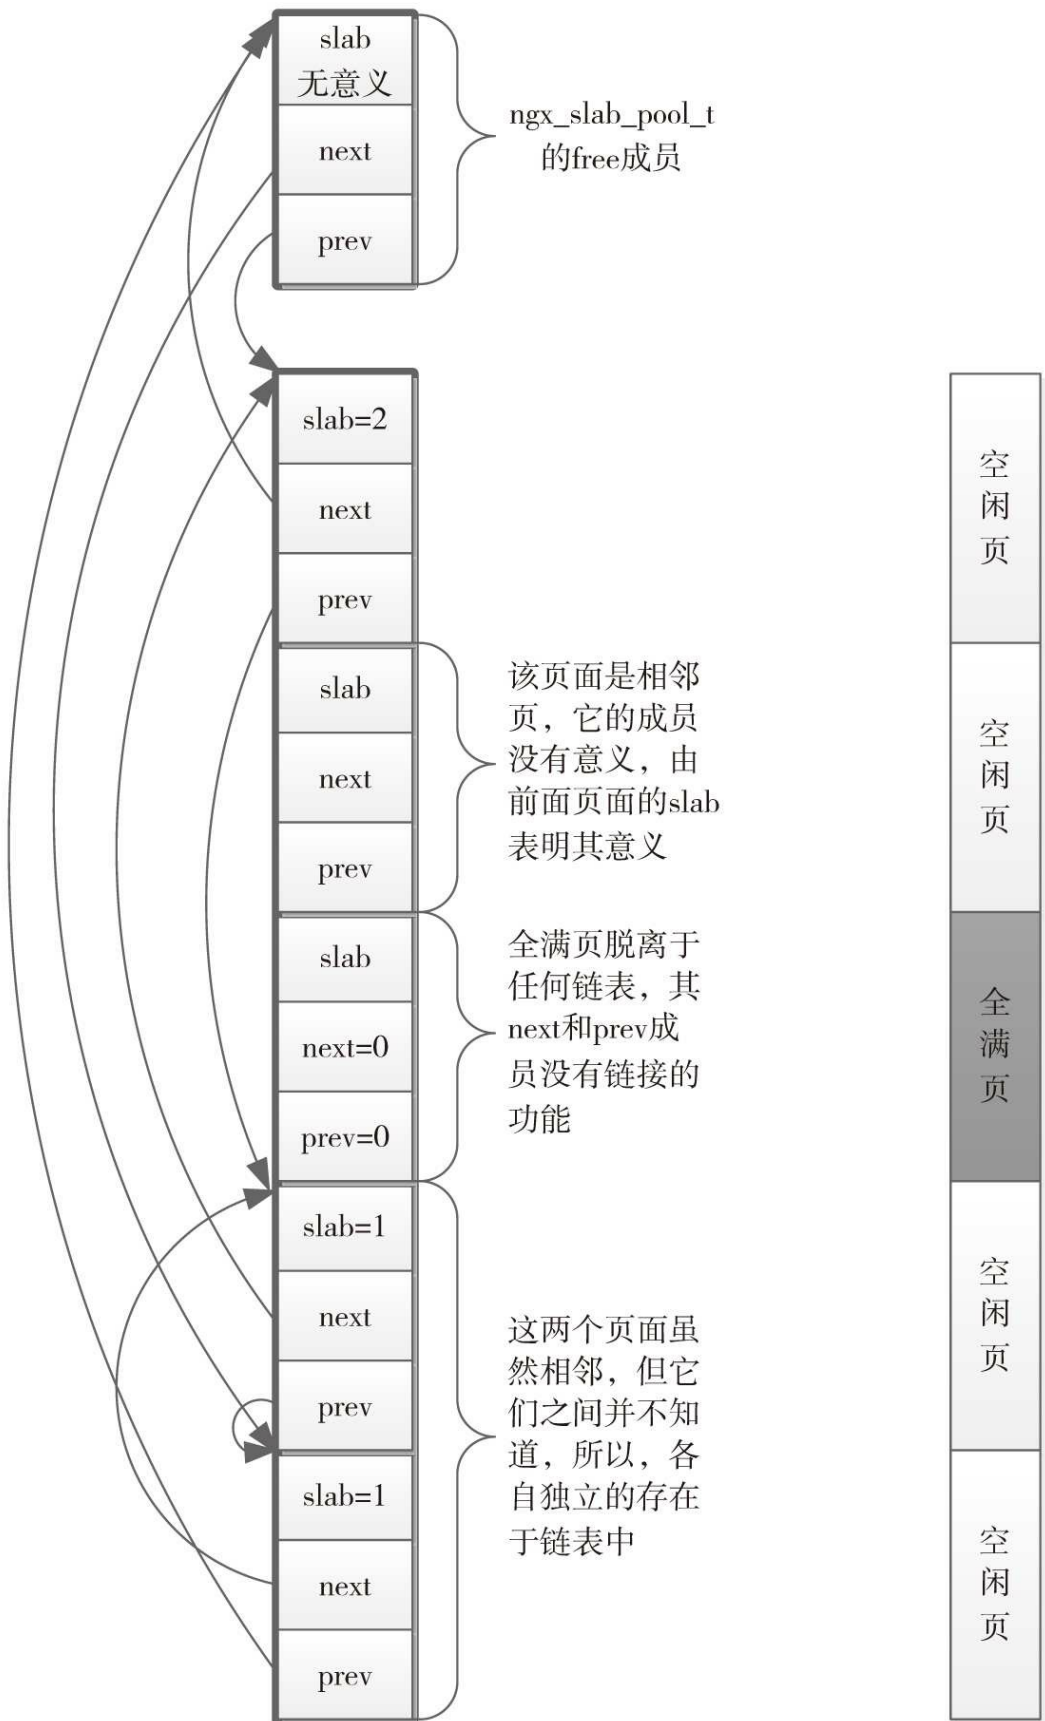 slab
无意义
next
prev
ngx_slab_pool_t
的free成员
slab=2
next
prev
空
闲
页
slab
next
prev
该页面是相邻
页，它的成员
没有意义，由
前面页面的slab
表明其意义
空
闲
页
slab
next=0
prev=0
全满页脱离于
任何链表，其
next和prev成
员没有链接的
功能
全
满
页
slab=1
next
prev
空
闲
页
slab=1
next
prev
这两个页面虽
然相邻，但它
们之间并不知
道，所以，各
自独立的存在
于链表中
空
闲
页